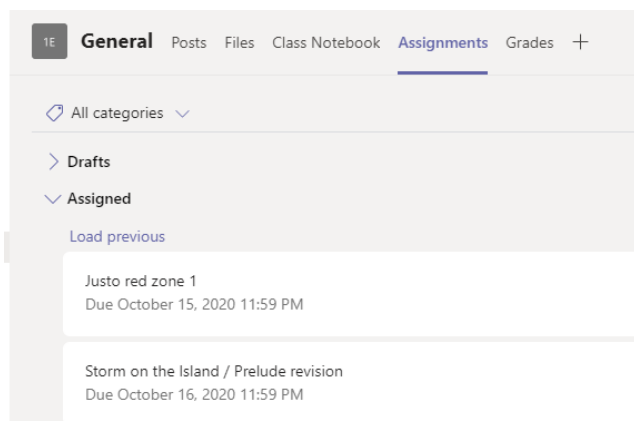 1E General Posts Files Class Notebook Assignments Grades +
All categories
Drafts
Assigned
Load previous
Justo red zone 1
Due October 15, 2020 11:59 PM
Storm on the Island / Prelude revision
Due October 16, 2020 11:59 PM